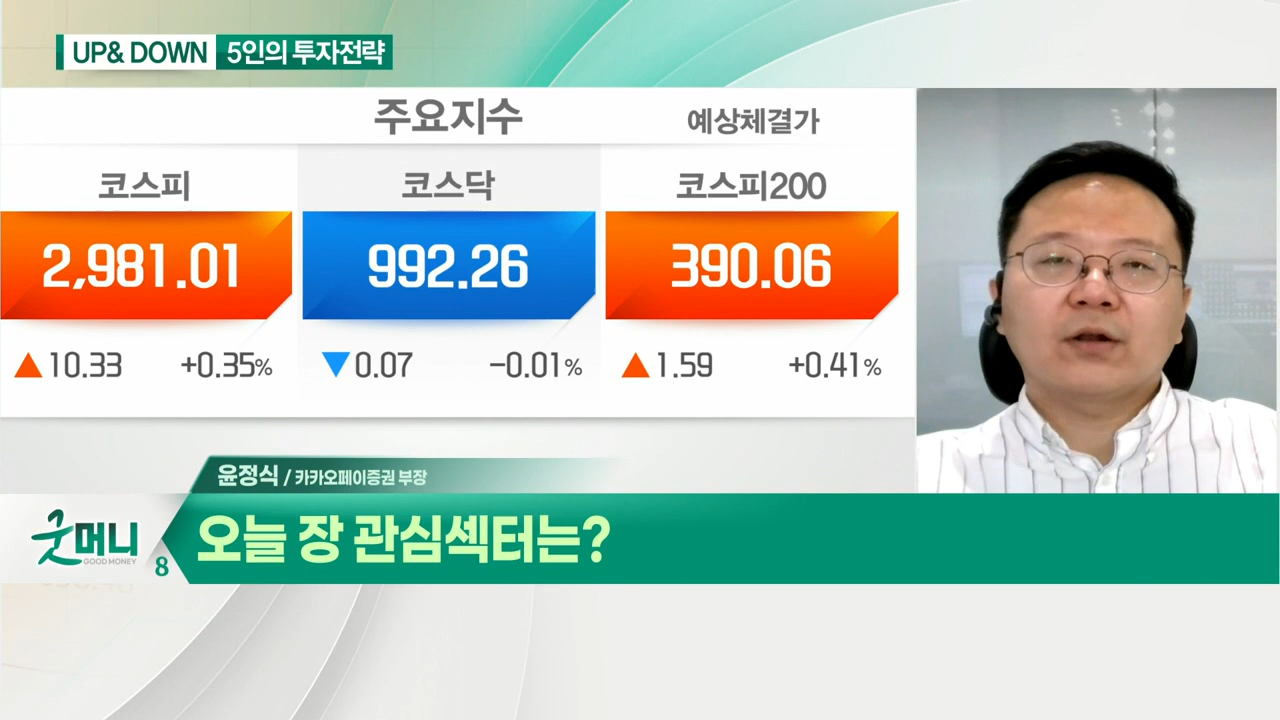 UP& DOWN 5인의 투자전략
주요지수
예상체결가
코스피 코스닥 코스피200
2,981.01 992.26 390.06
▲10.33 +0.35% ▼0.07 -0.01% ▲1.59 +0.41%
윤정식 / 카카오페이증권 부장
굿머니
GOOD MONEY
8
오늘 장 관심섹터는?